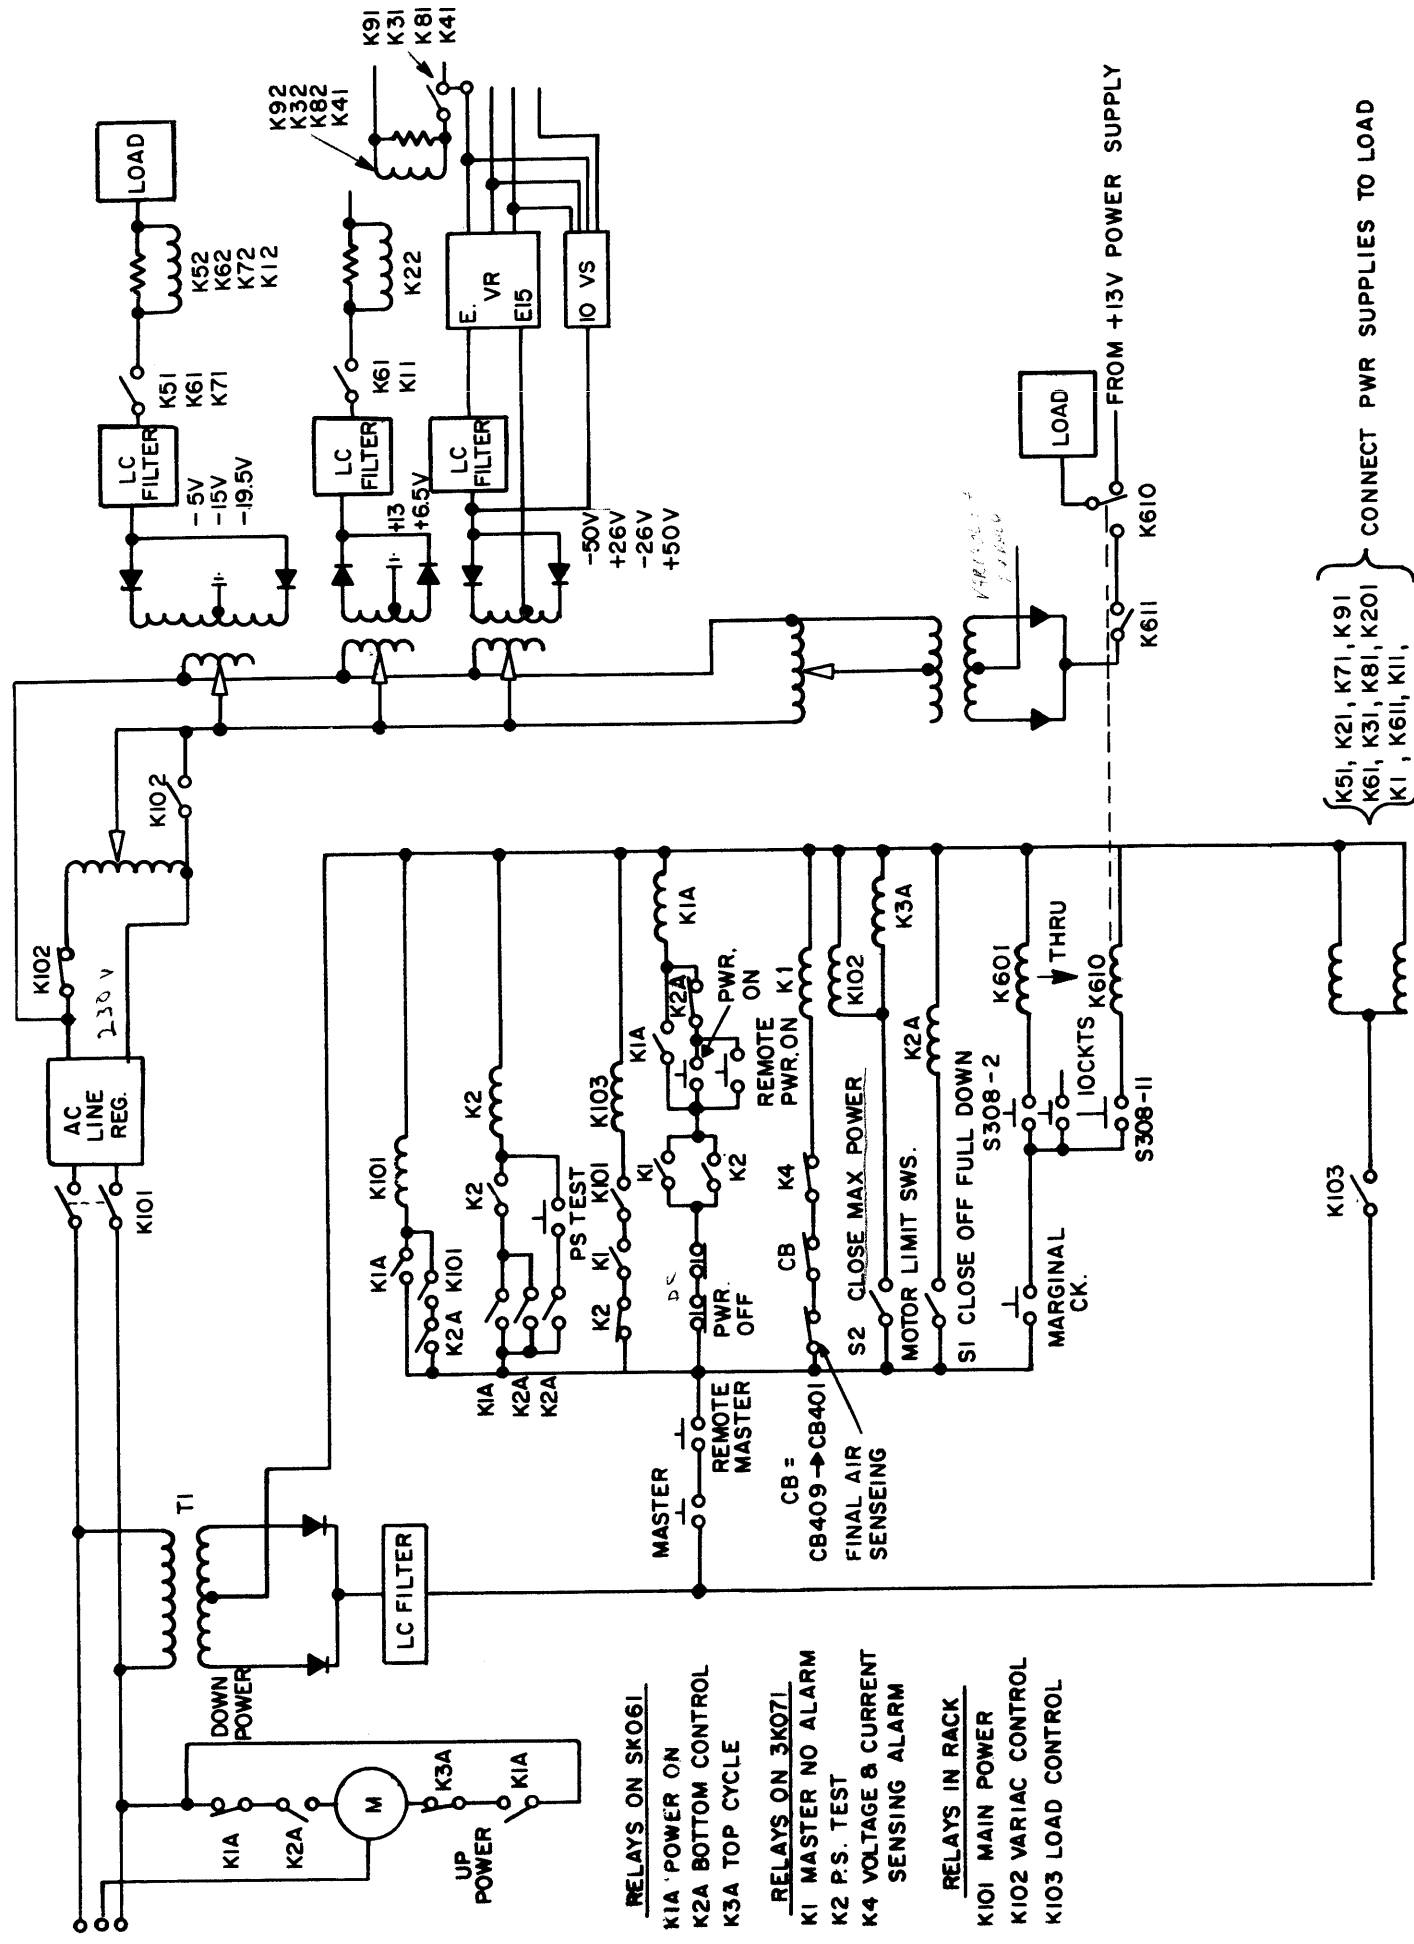 K91
K31
K81
K41
K92
K32
K82
K41
LOAD
K52
K62
K72
K12
K51
K61
K71
LC
FILTER
-5V
-15V
-19.5V
K22
K61
K11
LC
FILTER
+13
+6.5V
E.
VR
E15
10 VS
LC
FILTER
-50V
+26V
-26V
+50V
LOAD
FROM +13V POWER SUPPLY
K610
K611
K102
K102
230 V
AC
LINE
REG.
K101
K101
K1A
K101
K2A
K2
K2
PS TEST
K1A
K2A
K2A
K103
K101
K1
K2
K1A
K1A
K2A
PWR.
ON
REMOTE
PWR. ON
K1
K2
PWR.
OFF
K1
K4
CB
K102
K3A
S2 CLOSE MAX POWER
MOTOR LIMIT SWS.
K2A
S1 CLOSE OFF FULL DOWN
K601
THRU
K610
S308-2
10CKTS
S308-11
MARGINAL
CK.
K103
K51, K21, K71, K91
K61, K31, K81, K201
K1 , K611, K11,
CONNECT PWR SUPPLIES TO LOAD
T1
DOWN
POWER
LC FILTER
MASTER
REMOTE
MASTER
CB =
CB409 → CB401
FINAL AIR
SENSEING
K1A
K2A
M
K3A
K1A
UP
POWER
RELAYS ON SK061
K1A POWER ON
K2A BOTTOM CONTROL
K3A TOP CYCLE
RELAYS ON 3K071
K1 MASTER NO ALARM
K2 P.S. TEST
K4 VOLTAGE & CURRENT
SENSING ALARM
RELAYS IN RACK
K101 MAIN POWER
K102 VARIAC CONTROL
K103 LOAD CONTROL